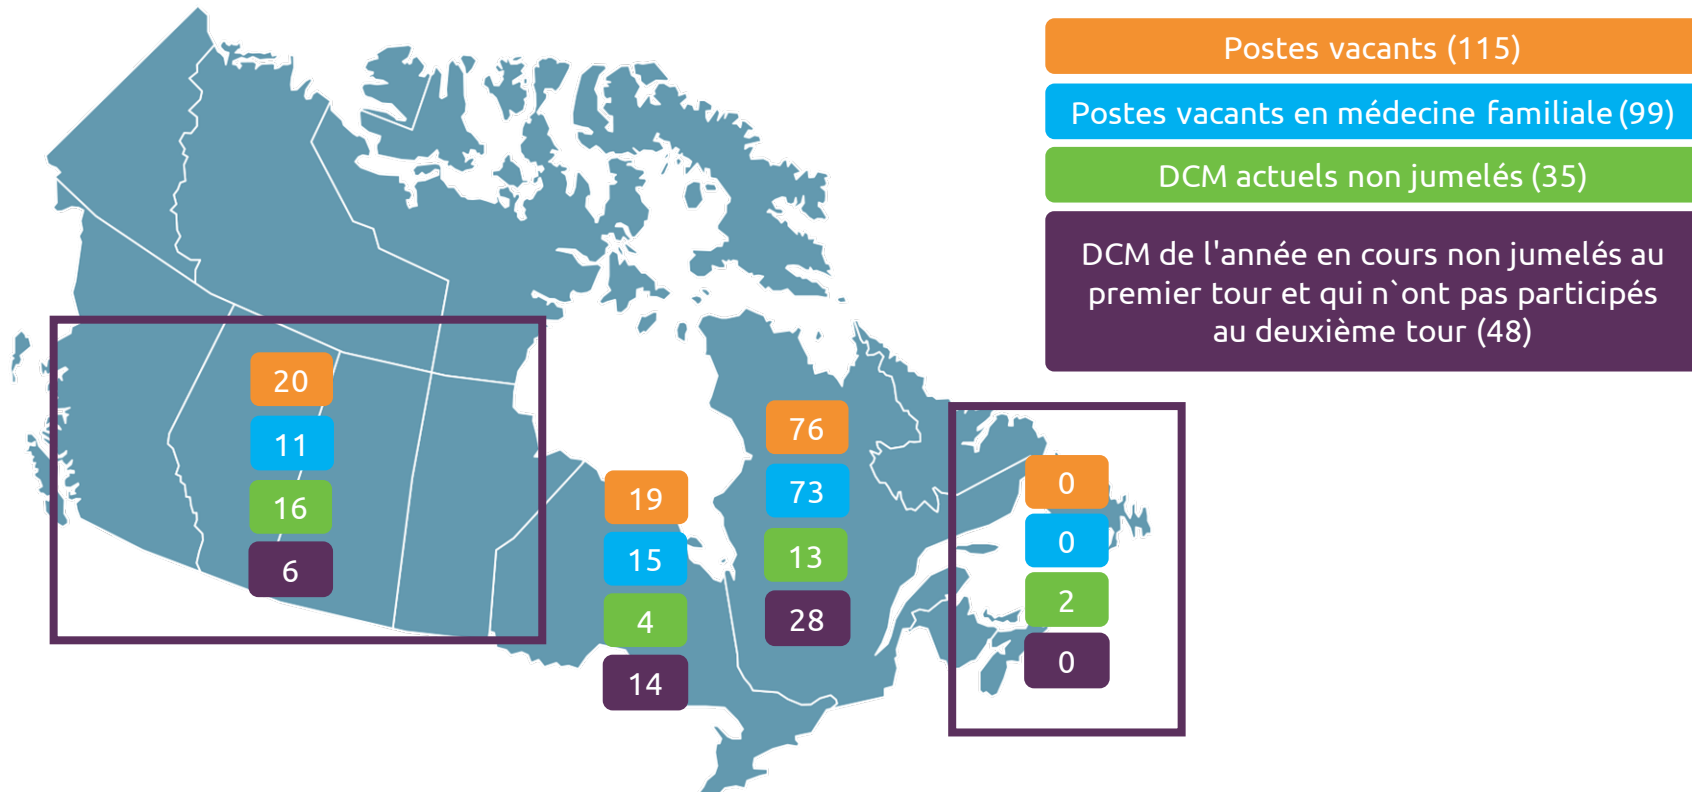 Postes vacants (115)
Postes vacants en médecine familiale (99)
DCM actuels non jumelés (35)
DCM de l'année en cours non jumelés au
premier tour et qui n`ont pas participés
au deuxième tour (48)
20
11
16
6
19
15
4
14
76
73
13
28
0
0
2
0